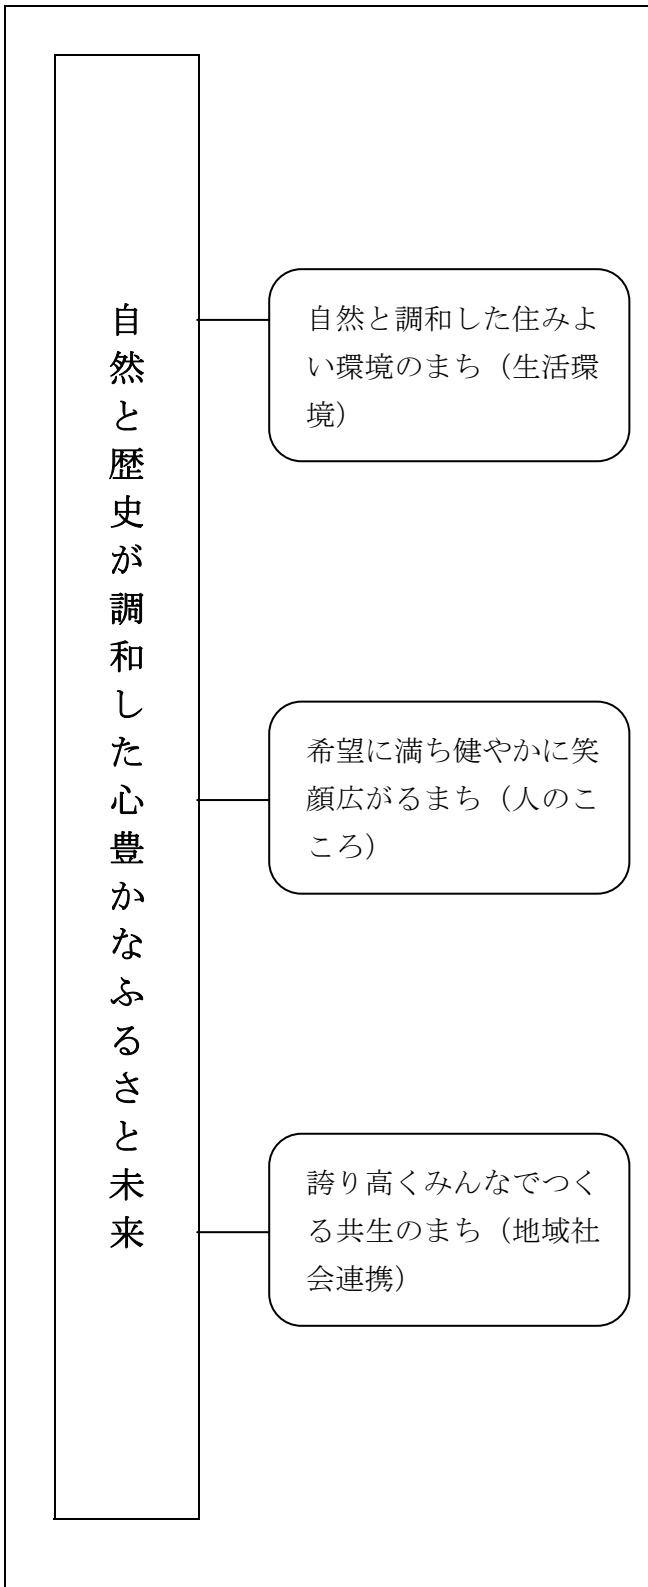 自然と歴史が調和した心豊かなふるさと未来
自然と調和した住みよ
い環境のまち（生活環
境）
希望に満ち健やかに笑
顔広がるまち（人のこ
ころ）
誇り高くみんなでつく
る共生のまち（地域社
会連携）